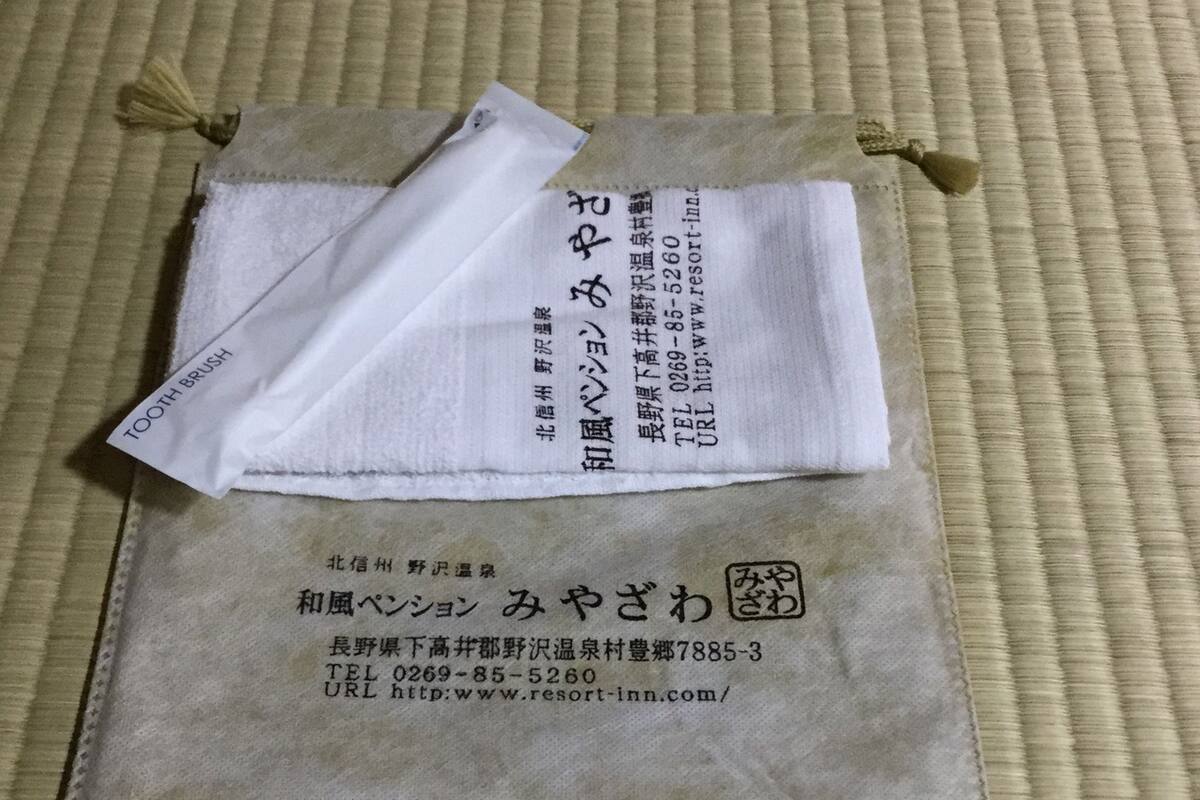 TOOTH BRUSH
北信州 野沢温泉
和風ペンション みやざ
長野県下高井郡野沢温泉村豊
TEL 0269-85-5260
URL http:www.resort-inn.c
北信州 野沢温泉
和風ペンション みやざわ
みや
ざわ
長野県下高井郡野沢温泉村豊郷7885-3
TEL 0269-85-5260
URL http:www.resort-inn.com/